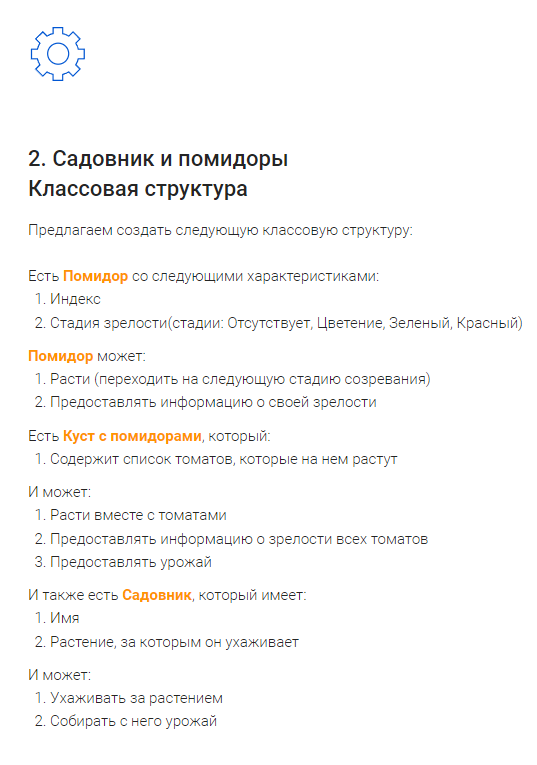 2. Садовник и помидоры
Классовая структура
Предлагаем создать следующую классовую структуру:
Есть Помидор со следующими характеристиками:
1. Индекс
2. Стадия зрелости(стадии: Отсутствует, Цветение, Зеленый, Красный)
Помидор может:
1. Расти (переходить на следующую стадию созревания)
2. Предоставлять информацию о своей зрелости
Есть Куст с помидорами, который:
1. Содержит список томатов, которые на нем растут
И может:
1. Расти вместе с томатами
2. Предоставлять информацию о зрелости всех томатов
3. Предоставлять урожай
И также есть Садовник, который имеет:
1. Имя
2. Растение, за которым он ухаживает
И может:
1. Ухаживать за растением
2. Собирать с него урожай